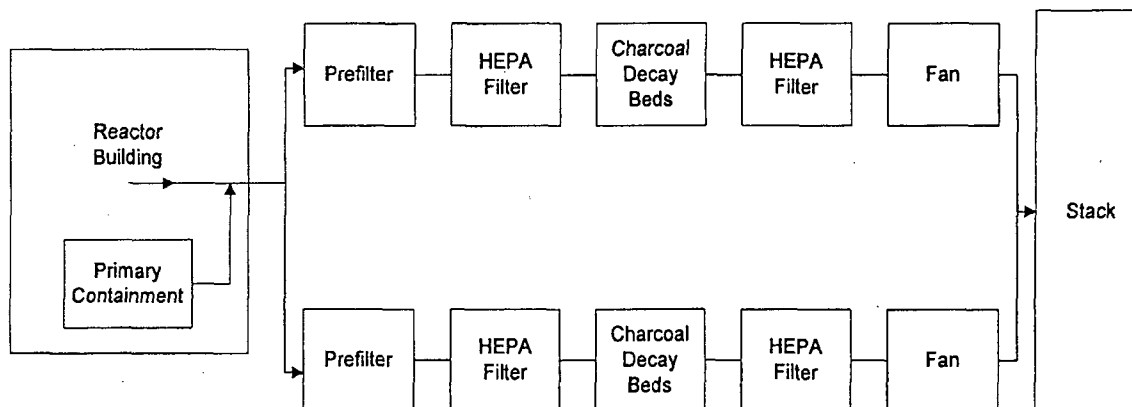 Prefilter
HEPA
Filter
Charcoal
Decay
Beds
HEPA
Filter
Fan
Reactor
Building
Primary
Containment
Stack
Prefilter
HEPA
Filter
Charcoal
Decay
Beds
HEPA
Filter
Fan